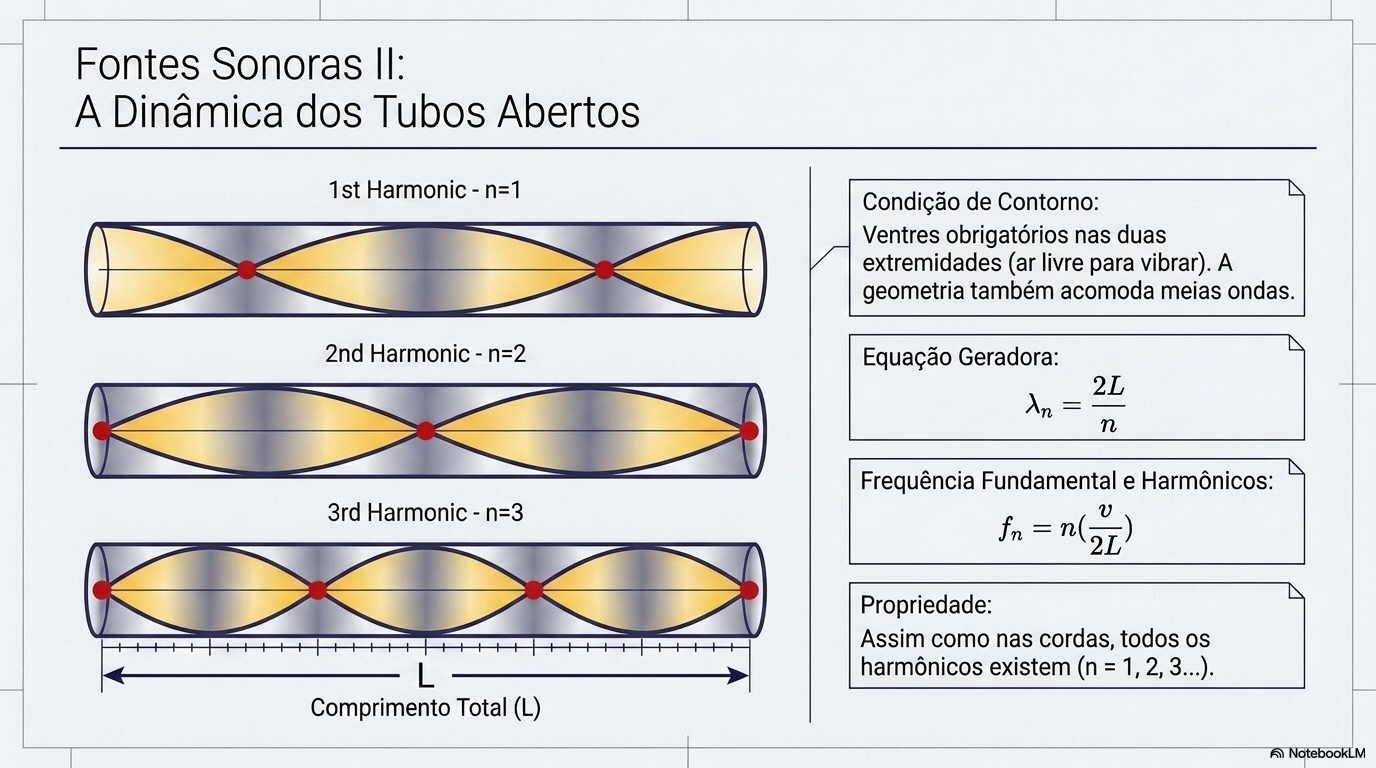 Fontes Sonoras II:
A Dinâmica dos Tubos Abertos
1st Harmonic - n=1
2nd Harmonic - n=2
3rd Harmonic - n=3
L
Comprimento Total (L)
Condição de Contorno:
Ventres obrigatórios nas duas
extremidades (ar livre para vibrar). A
geometria também acomoda meias ondas.
Equação Geradora:
λₙ = 2L/n
Frequência Fundamental e Harmônicos:
fₙ = n(v/2L)
Propriedade:
Assim como nas cordas, todos os
harmônicos existem (n = 1, 2, 3...).
NotebookLM